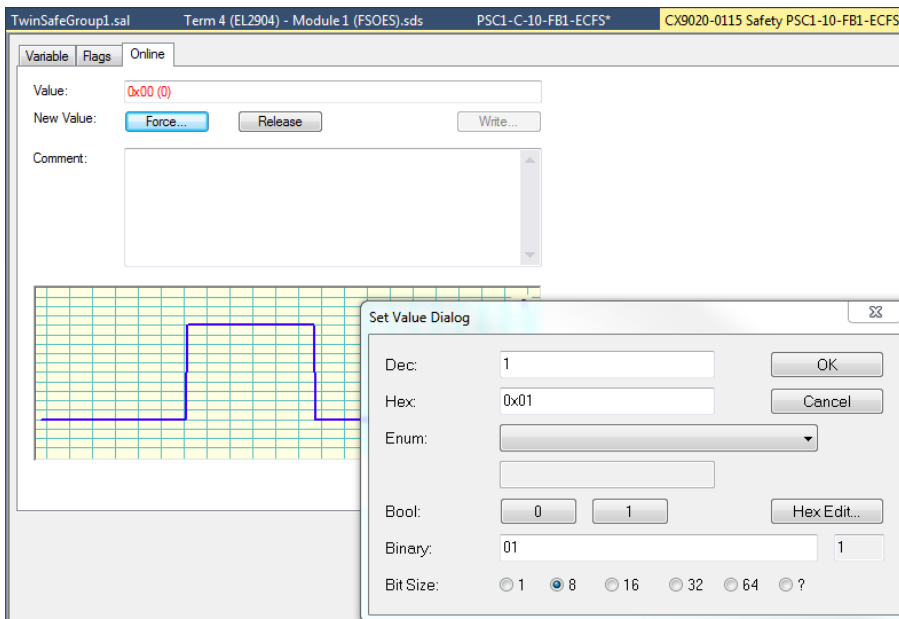 TwinSafeGroup1.sal Term 4 (EL2904) - Module 1 (FSOES).sds PSC1-C-10-FB1-ECFS* CX9020-0115 Safety PSC1-10-FB1-ECFS
Variable Flags Online
Value: 0x00 (0)
New Value: Force... Release Write...
Comment:
Set Value Dialog
Dec: 1 OK
Hex: 0x01 Cancel
Enum:
Bool: 0 1 Hex Edit...
Binary: 01 1
Bit Size: 1 8 16 32 64 ?